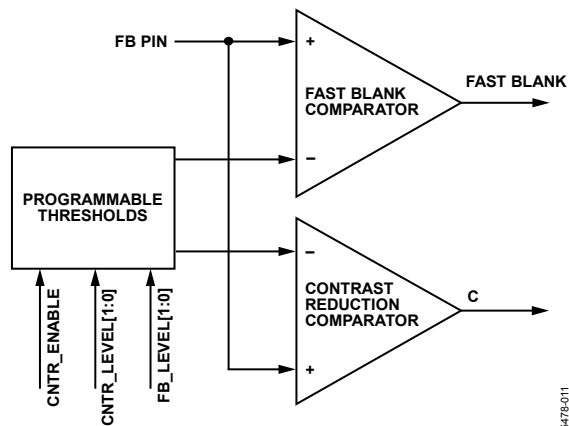 FB PIN
+
FAST BLANK
COMPARATOR
–
FAST BLANK
PROGRAMMABLE
THRESHOLDS
–
CONTRAST
REDUCTION
COMPARATOR
+
C
CNTR_ENABLE
CNTR_LEVEL[1:0]
FB_LEVEL[1:0]